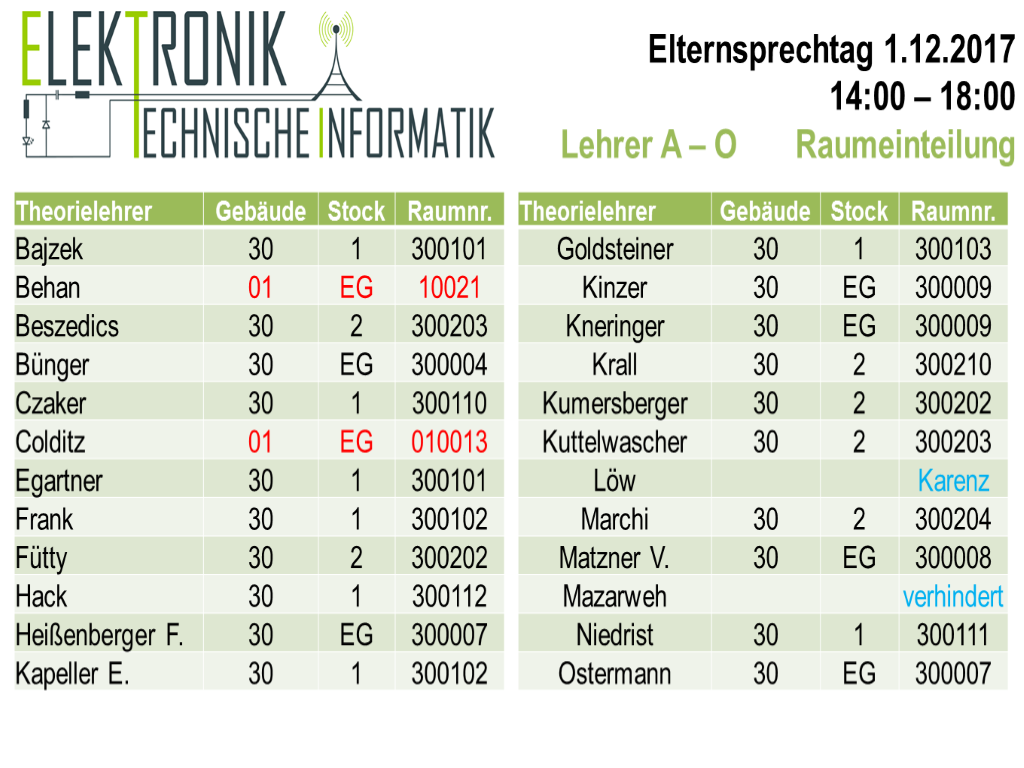 ELEKTRONIK
TECHNISCHE INFORMATIK
Elternsprechtag 1.12.2017
14:00 – 18:00
Lehrer A – O Raumeinteilung
Theorielehrer Gebäude Stock Raumnr.
Bajzek 30 1 300101
Behan 01 EG 10021
Beszedics 30 2 300203
Bünger 30 EG 300004
Czaker 30 1 300110
Colditz 01 EG 010013
Egartner 30 1 300101
Frank 30 1 300102
Fütty 30 2 300202
Hack 30 1 300112
Heißenberger F. 30 EG 300007
Kapeller E. 30 1 300102
Theorielehrer Gebäude Stock Raumnr.
Goldsteiner 30 1 300103
Kinzer 30 EG 300009
Kneringer 30 EG 300009
Krall 30 2 300210
Kumersberger 30 2 300202
Kuttelwascher 30 2 300203
Löw Karenz
Marchi 30 2 300204
Matzner V. 30 EG 300008
Mazarweh verhindert
Niedrist 30 1 300111
Ostermann 30 EG 300007